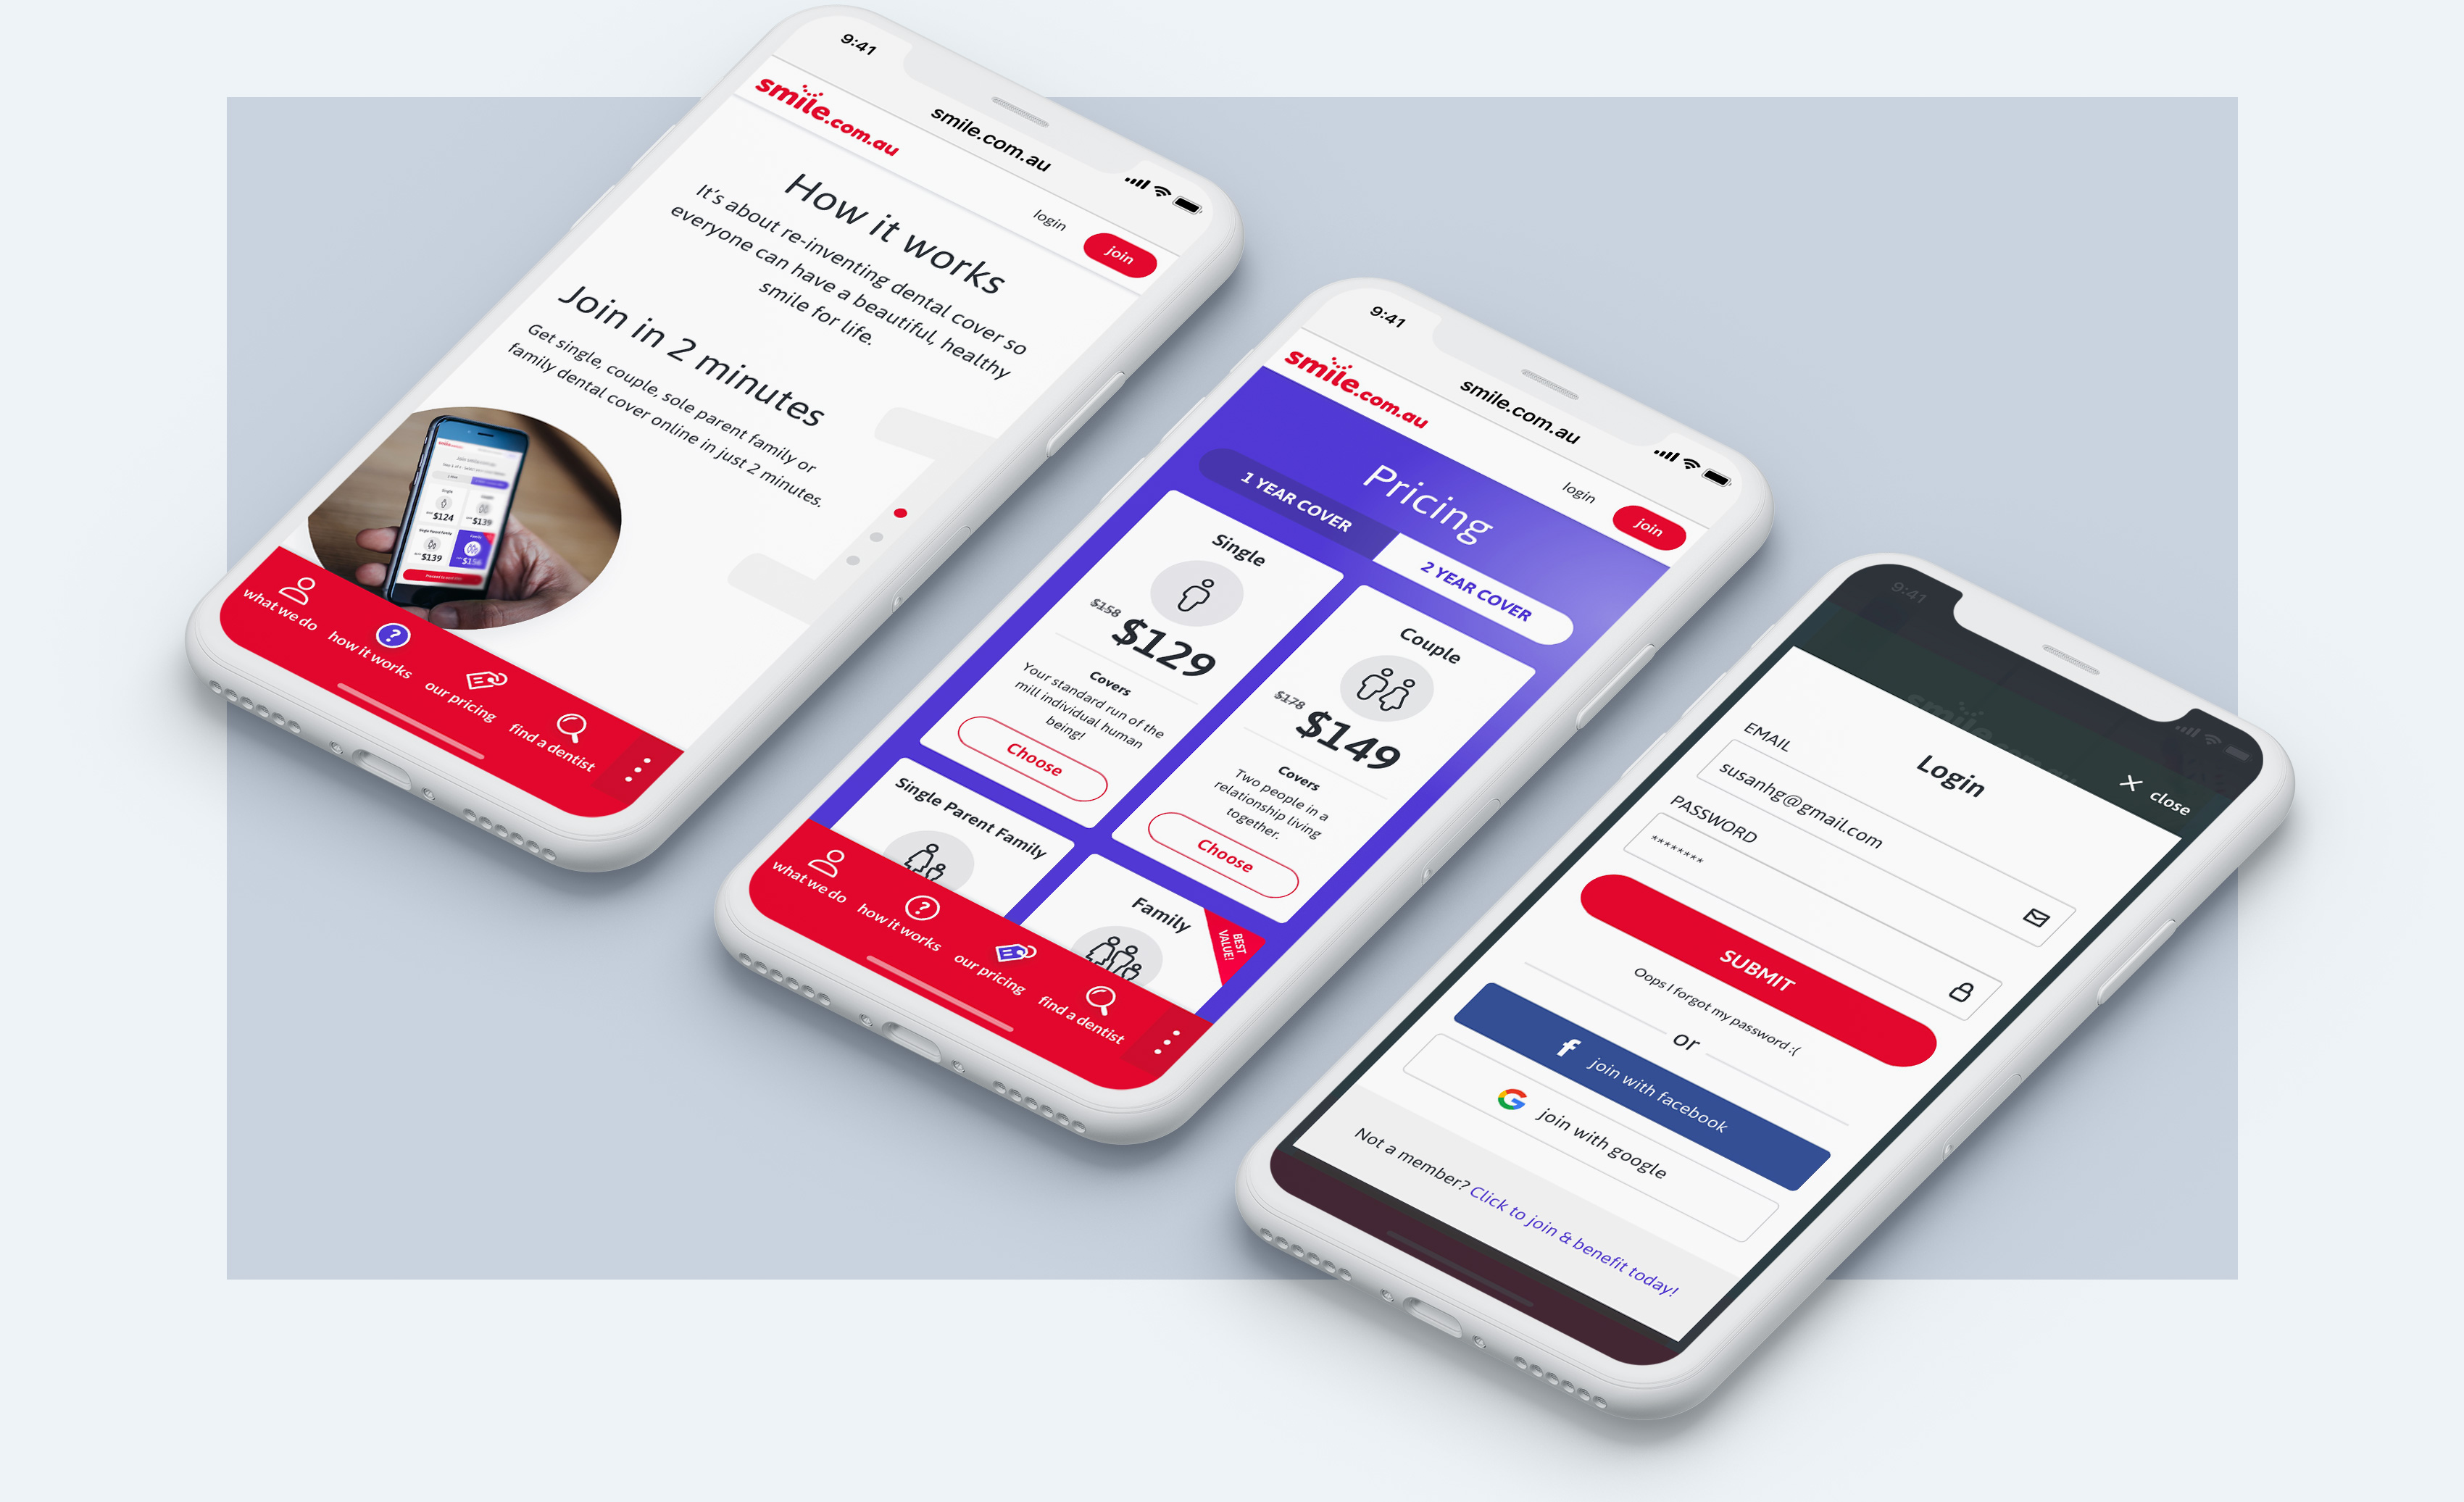 9:41
smile.com.au
smile.com.au
login
join
How it works
It's about re-inventing dental cover so
everyone can have a beautiful, healthy
smile for life.
Join in 2 minutes
Get single, couple, sole parent family or
family dental cover online in just 2 minutes.
Single
$124
$139
Single Parent Family
Family
$139
$156
what we do
how it works
our pricing
find a dentist
9:41
smile.com.au
smile.com.au
login
join
Pricing
1 YEAR COVER
2 YEAR COVER
Single
$158
$129
Covers
Your standard run of the
mill individual human
being!
Choose
Couple
$178
$149
Covers
Two people in a
relationship living
together.
Choose
Single Parent Family
Family
BEST
VALUE!
what we do
how it works
our pricing
find a dentist
9:41
smile
close
Login
EMAIL
susanhg@gmail.com
PASSWORD
********
SUBMIT
Oops I forgot my password :(
or
join with facebook
join with google
Not a member? Click to join & benefit today!